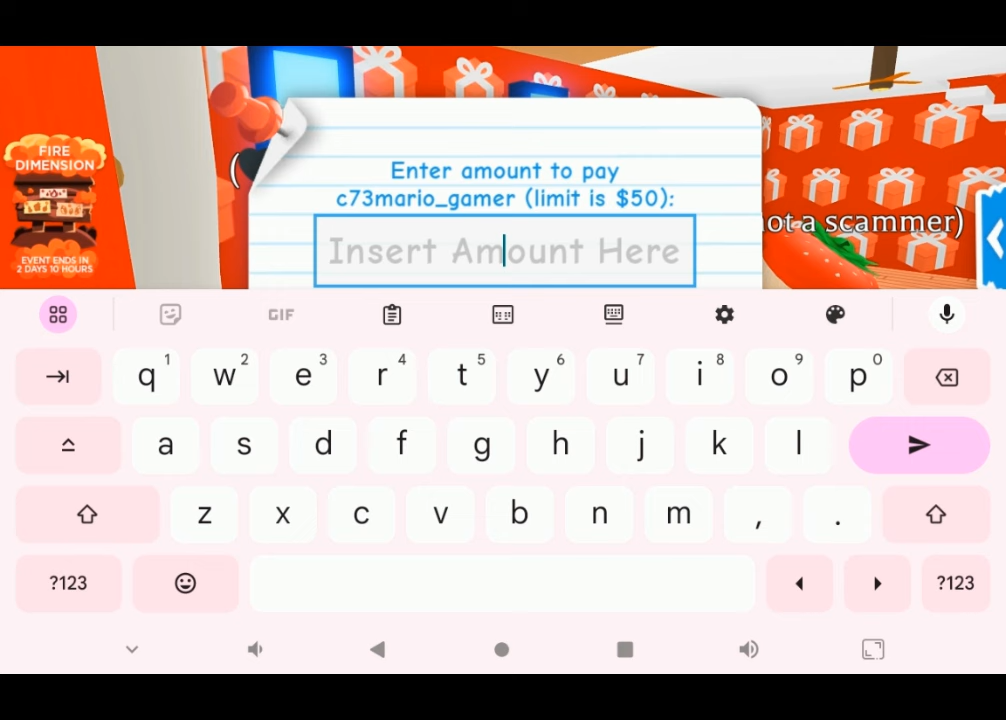 FIRE
DIMENSION
EVENT ENDS IN
2 DAYS 10 HOURS
Enter amount to pay
c73mario_gamer (limit is $50):
Insert Amount Here
(
not a scammer)
GIF
q 1 w 2 e 3 r 4 t 5 y 6 u 7 i 8 o 9 p 0
a s d f g h j k l
z x c v b n m , .
?123 ?123